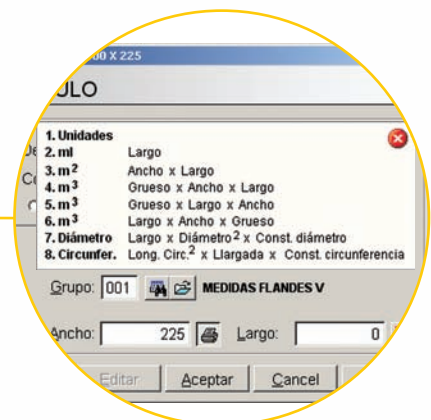 00 X 225
ULO
1. Unidades
2. ml Largo
3. m² Ancho x Largo
4. m³ Grueso x Ancho x Largo
5. m³ Grueso x Largo x Ancho
6. m³ Largo x Ancho x Grueso
7. Diámetro Largo x Diámetro² x Const. diámetro
8. Circunfer. Long. Circ.² x Llargada x Const. circunferencia
Grupo: 001 MEDIDAS FLANDES V
Ancho: 225 Largo: 0
Editar Aceptar Cancel